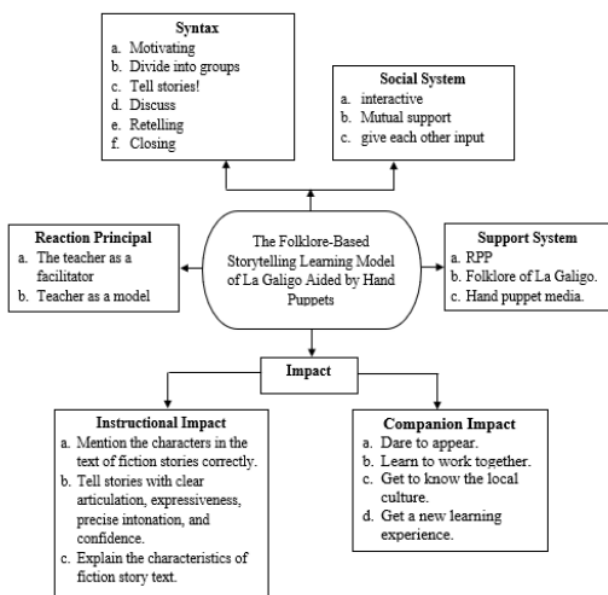 Syntax
a. Motivating
b. Divide into groups
c. Tell stories!
d. Discuss
e. Retelling
f. Closing
Social System
a. interactive
b. Mutual support
c. give each other input
Reaction Principal
a. The teacher as a
facilitator
b. Teacher as a model
The Folklore-Based
Storytelling Learning Model
of La Galigo Aided by Hand
Puppets
Support System
a. RPP
b. Folklore of La Galigo.
c. Hand puppet media.
Impact
Instructional Impact
a. Mention the characters in the
text of fiction stories correctly.
b. Tell stories with clear
articulation, expressiveness,
precise intonation, and
confidence.
c. Explain the characteristics of
fiction story text.
Companion Impact
a. Dare to appear.
b. Learn to work together.
c. Get to know the local
culture.
d. Get a new learning
experience.